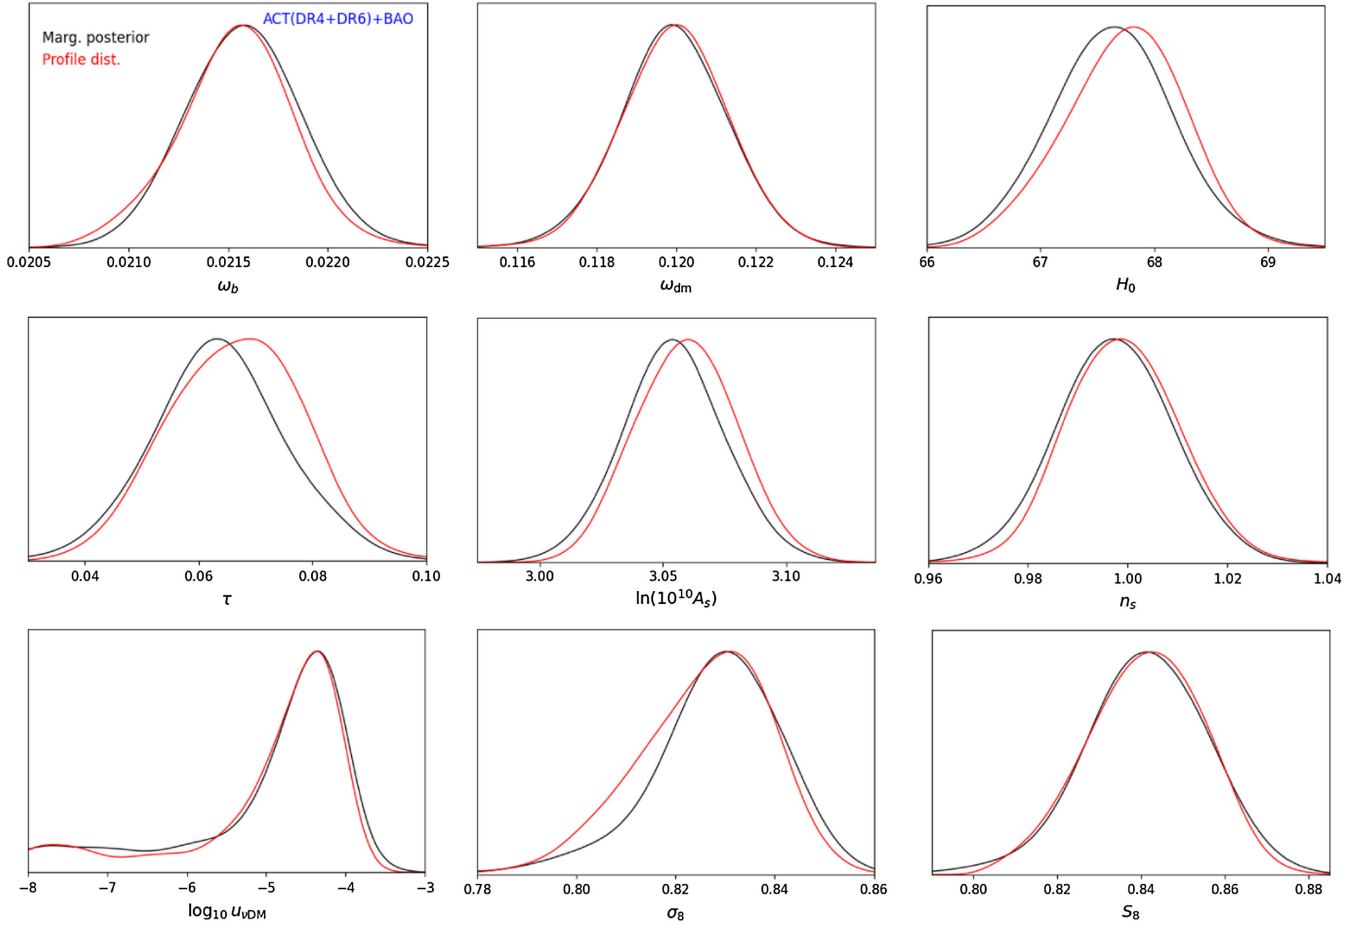 ACT(DR4+DR6)+BAO
Marg. posterior
Profile dist.
0.0205 0.0210 0.0215 0.0220 0.0225
ω_b
0.116 0.118 0.120 0.122 0.124
ω_dm
66 67 68 69
H_0
0.04 0.06 0.08 0.10
τ
3.00 3.05 3.10
ln(10^10 A_s)
0.96 0.98 1.00 1.02 1.04
n_s
−8 −7 −6 −5 −4 −3
log_10 u_νDM
0.78 0.80 0.82 0.84 0.86
σ_8
0.80 0.82 0.84 0.86 0.88
S_8